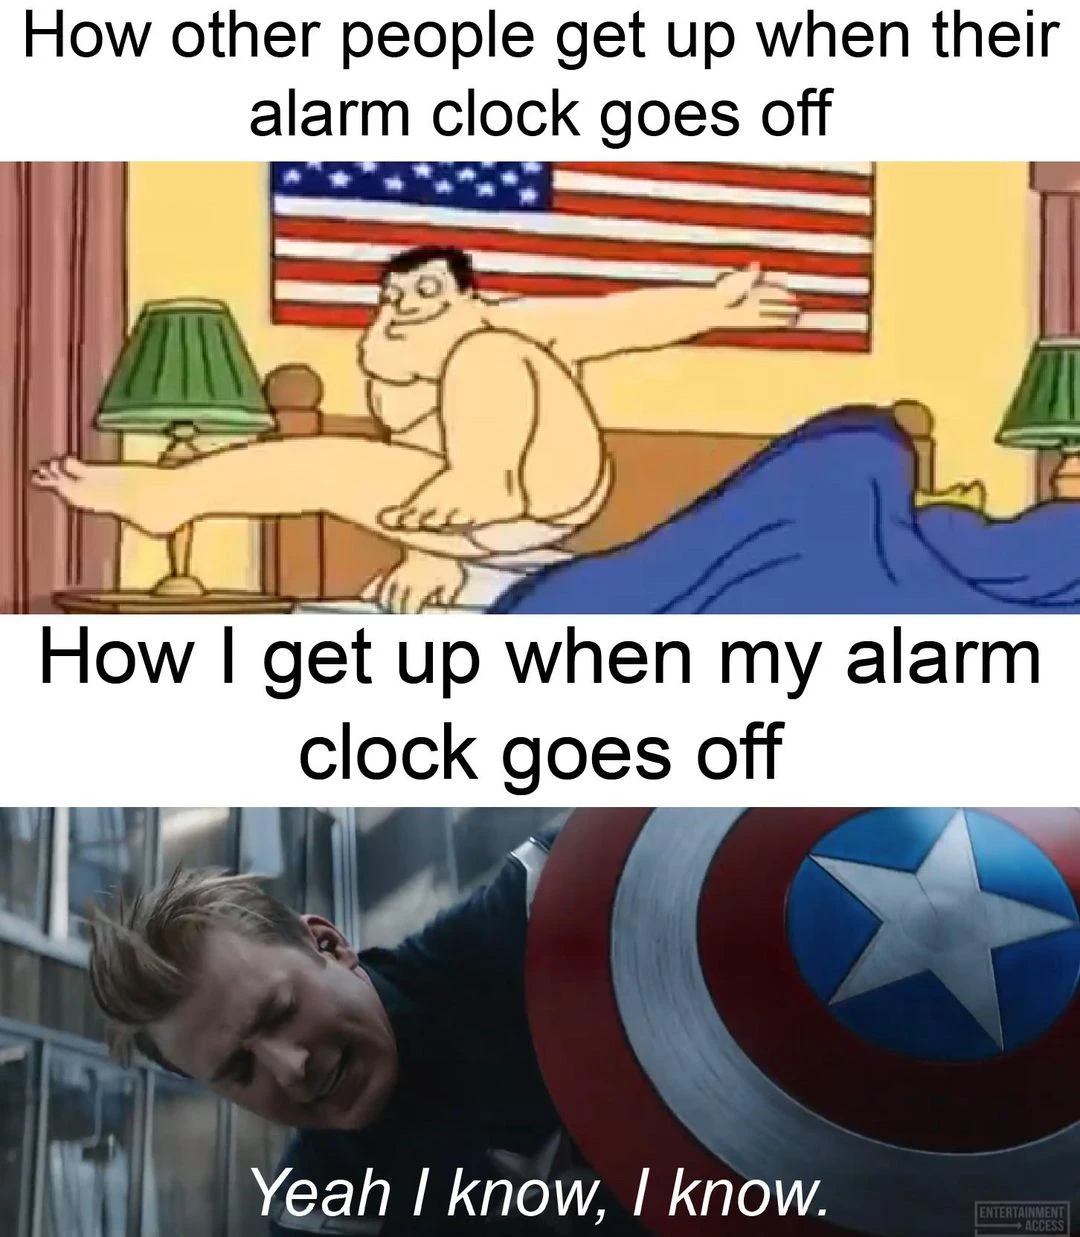 How other people get up when their
alarm clock goes off
How I get up when my alarm
clock goes off
Yeah I know, I know.
ENTERTAINMENT
ACCESS